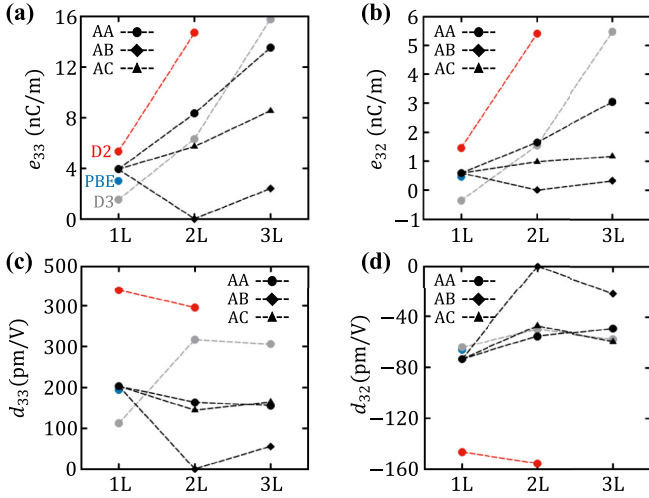 (a)
16
12
8
4
0
e33 (nC/m)
AA
AB
AC
D2
PBE
D3
1L 2L 3L
(b)
6
5
4
3
2
1
0
−1
e32 (nC/m)
AA
AB
AC
1L 2L 3L
(c)
500
300
300
200
100
0
d33 (pm/V)
AA
AB
AC
1L 2L 3L
(d)
0
−40
−80
−120
−160
d32 (pm/V)
AA
AB
AC
1L 2L 3L